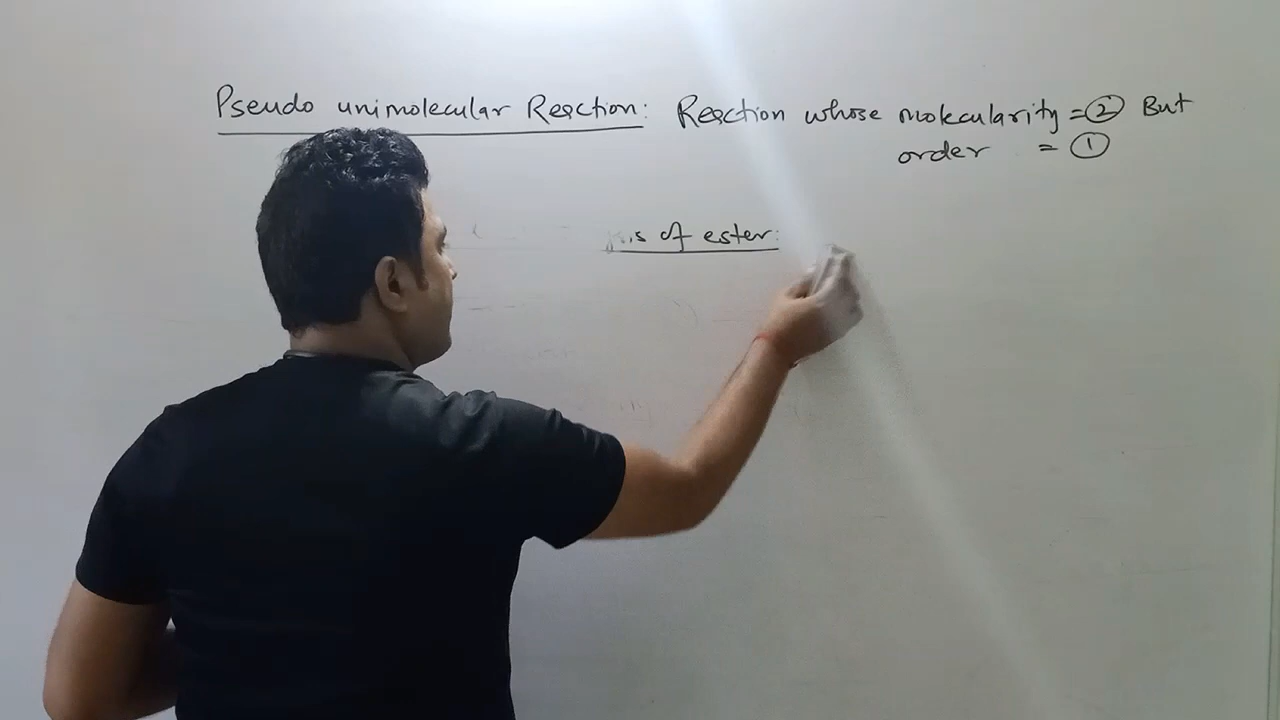 Pseudo unimolecular Reaction: Reaction whose molecularity = 2 But
order = 1
of ester: